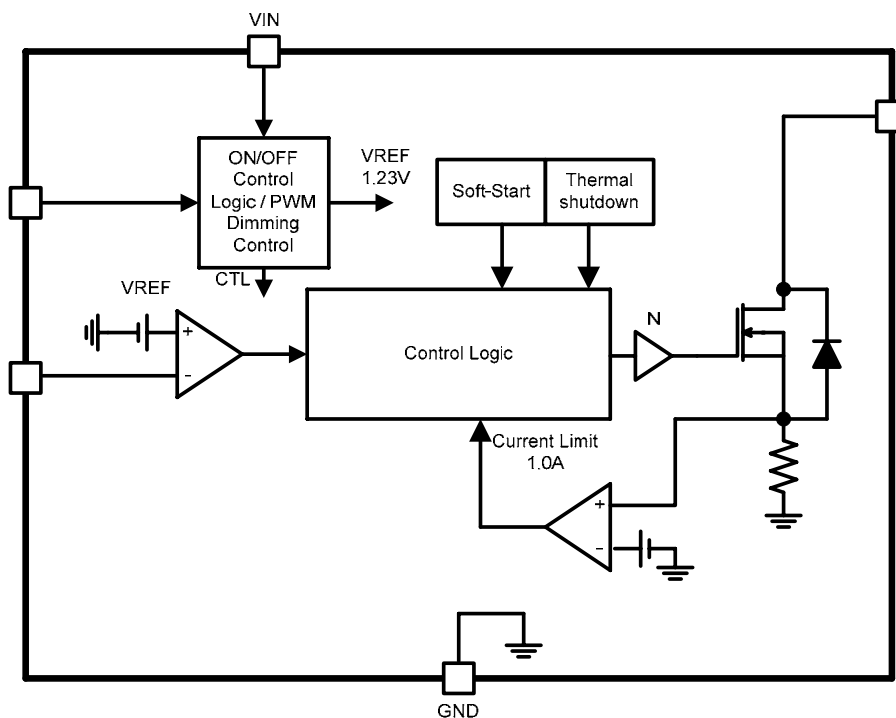 VIN
ON/OFF
Control
Logic / PWM
Dimming
Control
VREF
1.23V
Soft-Start
Thermal
shutdown
CTL
VREF
+
-
Control Logic
N
Current Limit
1.0A
+
-
GND